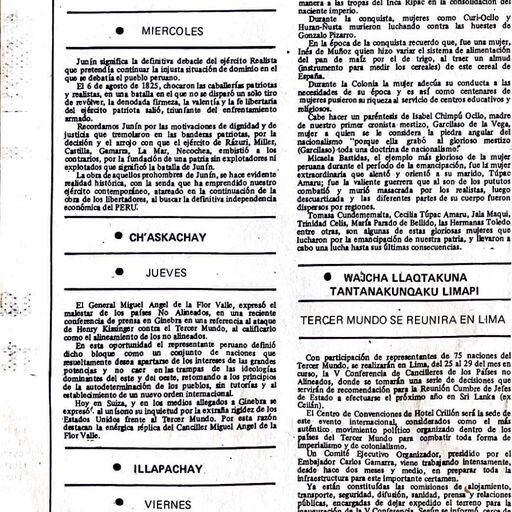 MIERCOLES
Junín significa la definitiva debacle del ejército Realista
que pretendía continuar la injusta situación de dominio en el
que se debatía el pueblo peruano.
El 6 de agosto de 1825, chocaron las caballerías patriotas
y realistas, en una batalla en el que no se disparó un sólo tiro
de revólver, la denodada firmeza, la valentía y la fe libertaria
del ejército patriota salió, triunfante del enfrentamiento
armado.
Recordamos Junín por las motivaciones de dignidad y de
justicia que tremolaron en las banderas patriotas, por la
decisión y el arrojo con que el ejército de Rázuri, Miller,
Castilla, Gamarra, La Mar, Necochea, embistió a los
contrarios, por la fundación de una patria sin explotadores ni
explotados que significó la batalla de Junín.
La obra de aquellos prohombres de Junín, se hace evidente
realidad histórica, con la senda que ha emprendido nuestro
ejército contemporáneo, ajustado en la continuación de la
obra de los libertadores, al buscar la definitiva independencia
económica del PERU.
CH'ASKACHAY
JUEVES
El General Miguel Angel de la Flor Valle, expresó el
malestar de los países No Alineados, en una reciente
conferencia de prensa en Ginebra en una referencia al ataque
de Henry Kissinger contra el Tercer Mundo, al calificarlo
como el alineamiento de los no alineados.
En esta oportunidad el representante peruano definió
dicho bloque como un conjunto de naciones que
resueltamente desea apartarse de los intereses de las grandes
potencias y no caer en las trampas de las ideologías
dominantes del este y del oeste, retomando a los principios de
la autodeterminación de los pueblos, sin tutorías y al
establecimiento de un nuevo orden internacional.
Hoy en Suiza, y en los medios allegados a Ginebra se
expresó al unísono su inquietud por la extraña rigidez de los
Estados Unidos frente al Tercer Mundo. Por esta razón
destacan la enérgica réplica del Canciller Miguel Angel de la
Flor Valle.
ILLAPACHAY
VIERNES
manera a las tropas del Inca Ripac en la consolidación del
naciente imperio.
Durante la conquista, mujeres como Curi-Ocllo y
Huran-Ñusta murieron luchando contra las huestes de
Gonzalo Pizarro.
En la época de la conquista recuerdo que, fue una mujer,
Inés de Muñoz quien hizo variar el sistema de alimentación
del pan de maíz por el de trigo, al traer un almud
(instrumento para medir los cereales) de este cereal de
España.
Durante la Colonia la mujer adecúa su conducta a las
necesidades de su época y es así como centenares de
mujeres pusieron su riqueza al servicio de centros educativos y
religiosos.
Cabe hacer un paréntesis de Isabel Chimpú Ocllo, madre
de nuestro primer cronista mestizo, Garcilaso de la Vega,
mujer a quien se le considera la piedra angular del
nacionalismo "porque ella grabó al glorioso mestizo
(Garcilaso) toda una doctrina de nacionalismo."
Micaela Bastidas, el ejemplo más glorioso de la mujer
peruana durante el período de la emancipación, fue la mujer
extraordinaria que alentó y orientó a su marido, Túpac
Amaru; fue la valiente guerrera que al son de los pututos
combatió y murió masacrada por los realistas, luego
descuartizada y las diferentes partes de su cuerpo fueron
dispersos por regiones.
Tomasa Cundemematia, Cecilia Túpac Amaru, Jala Maqui,
Trinidad Celis, María Parado de Bellido, las Hermanas Toledo
entre otras, son algunas de estas gloriosas mujeres que
lucharon por la emancipación de nuestra patria, y llevaron a
cabo una lucha hasta sus últimas consecuencias.
WAJCHA LLAQTAKUNA
TANTANAKUNQAKU LIMAPI
TERCER MUNDO SE REUNIRA EN LIMA
Con participación de representantes de 75 naciones del
Tercer Mundo, se realizarán en Lima, del 25 al 29 del mes en
curso, la V Conferencia de Cancilleres de los Países no
Alineados, donde se tomarán una serie de decisiones que
servirán de recomendación para la Reunión Cumbre de Jefes
de Estado a efectuarse el próximo año en Sri Lanka (ex
Ceilán).
El Centro de Convenciones de Hotel Crillón será la sede de
este evento internacional, considerados como el más
auténtico movimiento político organizado dentro de los
países del Tercer Mundo para combatir toda forma de
imperialismo y de colonialismo.
Un Comité Ejecutivo Organizador, presidido por el
Embajador Carlos Gamarra, viene trabajando intensamente,
desde hace dos meses y medio, en preparar toda la
infraestructura para este importante certamen.
Ya están constituídas las comisiones de alojamiento,
transporte, seguridad, difusión, sanidad, prensa y relaciones
públicas, encargadas de dejar expedito el terreno para la
inauguración de la V Conferencia. Según se informó, cerca de